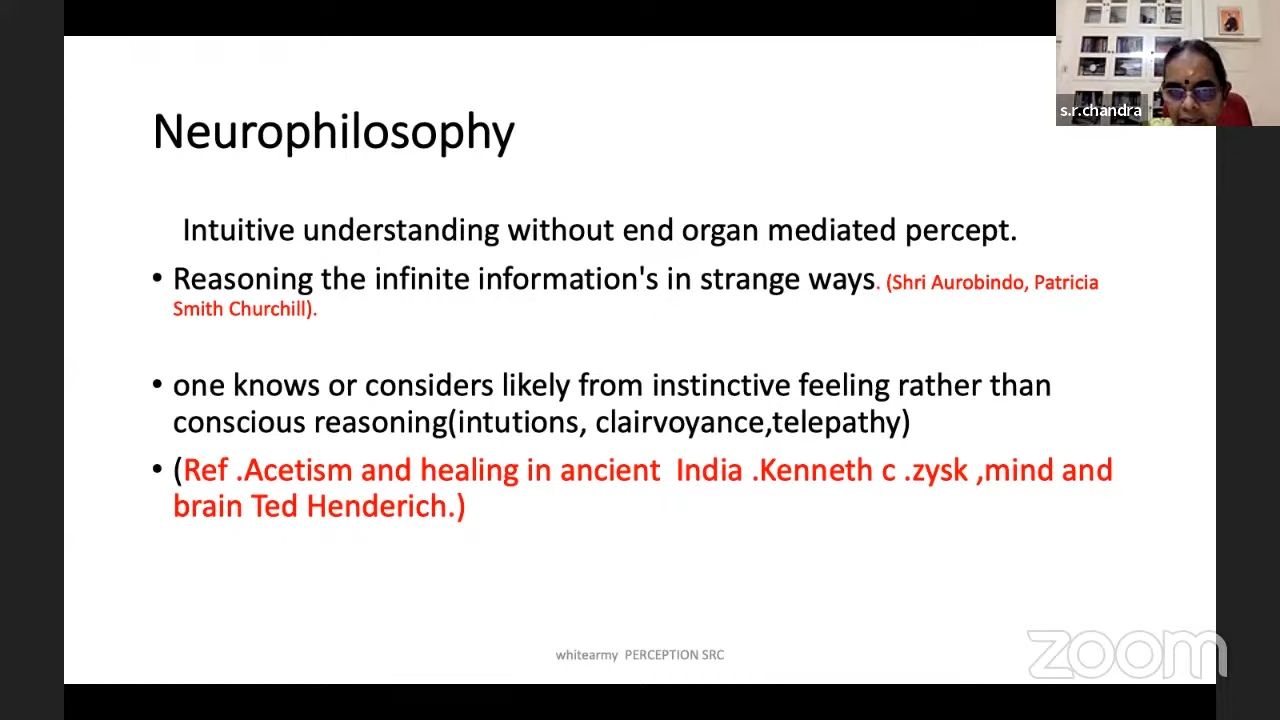 s.r.chandra
Neurophilosophy
Intuitive understanding without end organ mediated percept.
• Reasoning the infinite information's in strange ways. (Shri Aurobindo, Patricia
Smith Churchill).
• one knows or considers likely from instinctive feeling rather than
conscious reasoning(intutions, clairvoyance,telepathy)
• (Ref .Acetism and healing in ancient India .Kenneth c .zysk ,mind and
brain Ted Henderich.)
whitearmy PERCEPTION SRC
zoom